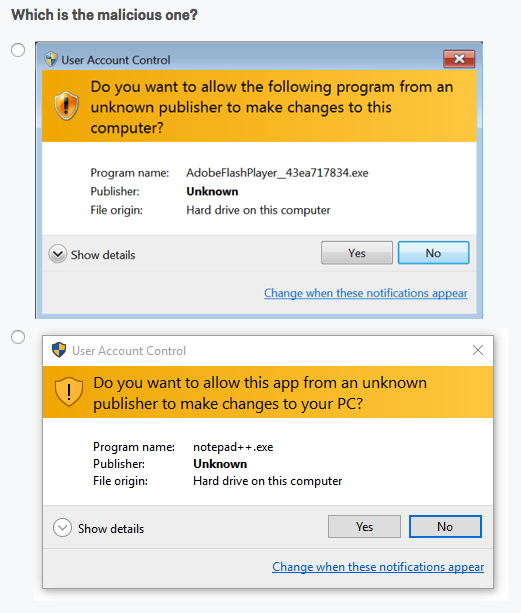 Which is the malicious one?
User Account Control
Do you want to allow the following program from an
unknown publisher to make changes to this
computer?
Program name: AdobeFlashPlayer_43ea717834.exe
Publisher: Unknown
File origin: Hard drive on this computer
Show details
Yes No
Change when these notifications appear
User Account Control
Do you want to allow this app from an unknown
publisher to make changes to your PC?
Program name: notepad++.exe
Publisher: Unknown
File origin: Hard drive on this computer
Show details
Yes No
Change when these notifications appear